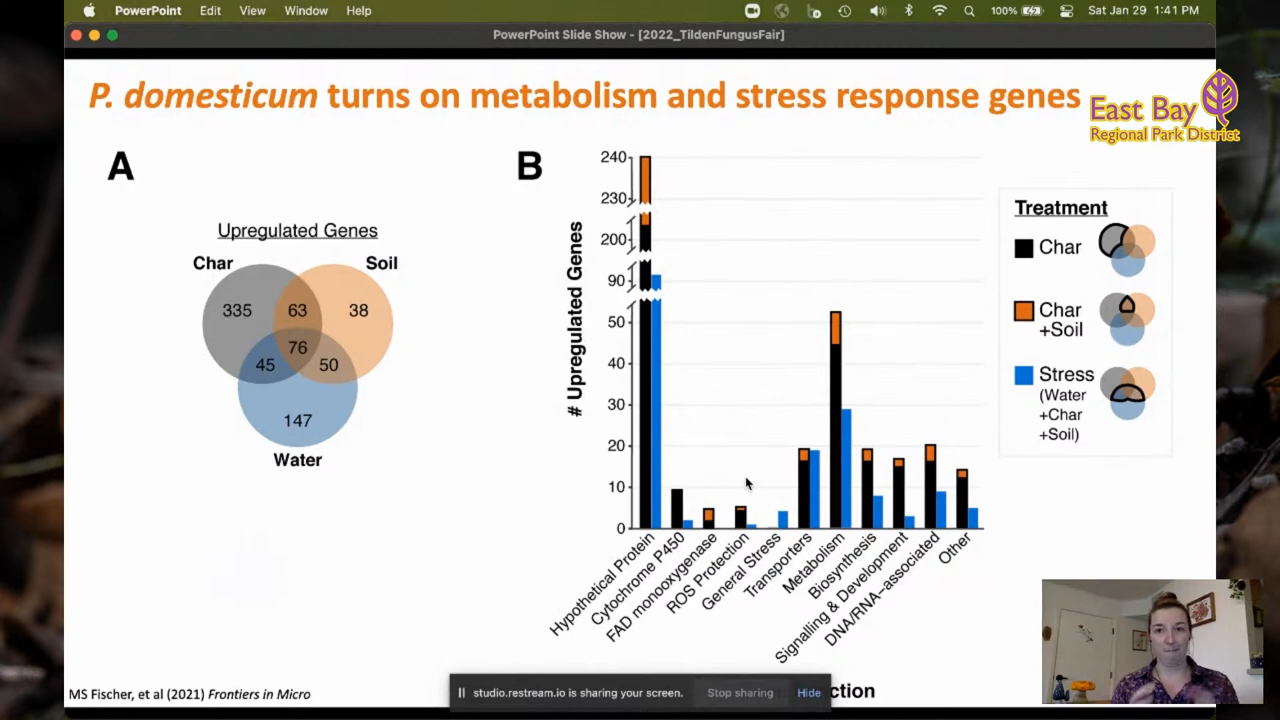 PowerPoint Edit View Window Help 100% Sat Jan 29 1:41 PM
PowerPoint Slide Show - [2022_TildenFungusFair]
P. domesticum turns on metabolism and stress response genes
East Bay
Regional Park District
A
Upregulated Genes
Char
Soil
335
63
38
76
45
50
147
Water
B
# Upregulated Genes
240
230
200
90
50
40
30
20
10
0
Hypothetical Protein
Cytochrome P450
FAD monooxygenase
ROS Protection
General Stress
Transporters
Metabolism
Biosynthesis
Signalling & Development
DNA/RNA-associated
Other
Treatment
Char
Char
+Soil
Stress
(Water
+Char
+Soil)
MS Fischer, et al (2021) Frontiers in Micro
studio.restream.io is sharing your screen. Stop sharing Hide
ction